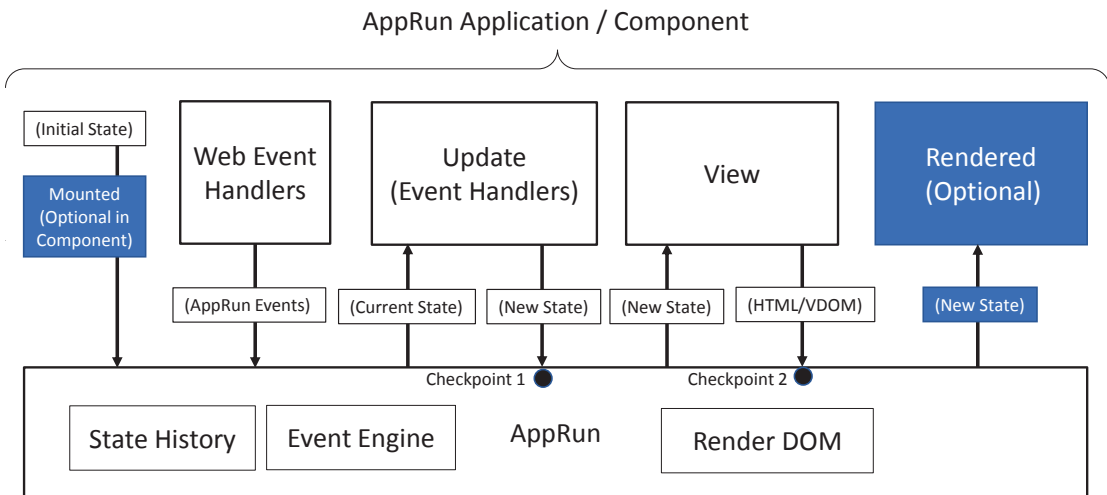 AppRun Application / Component
(Initial State)
Mounted
(Optional in
Component)
Web Event
Handlers
Update
(Event Handlers)
View
Rendered
(Optional)
(AppRun Events)
(Current State)
(New State)
(New State)
(HTML/VDOM)
(New State)
Checkpoint 1
Checkpoint 2
State History
Event Engine
AppRun
Render DOM